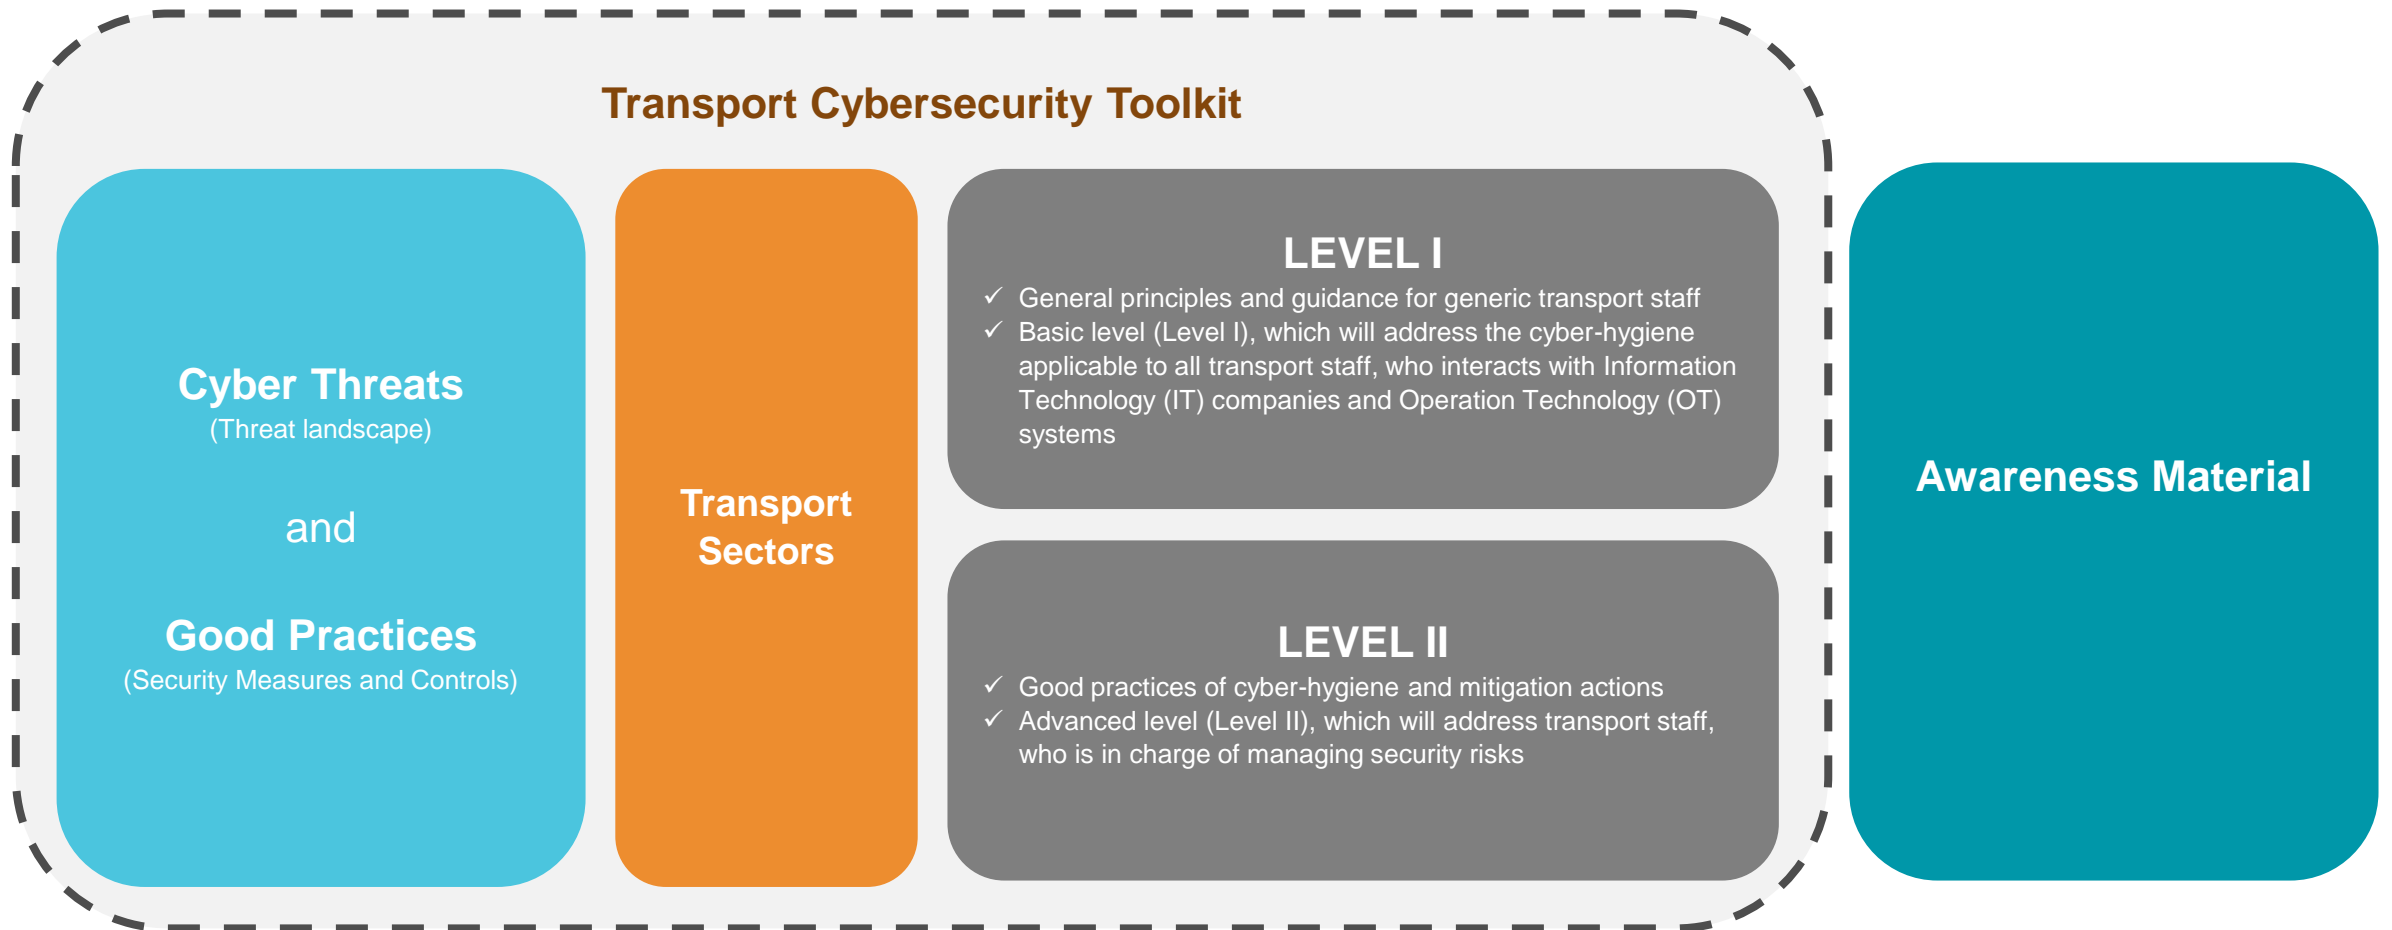 Transport Cybersecurity Toolkit
Cyber Threats
(Threat landscape)
and
Good Practices
(Security Measures and Controls)
Transport
Sectors
LEVEL I
✓ General principles and guidance for generic transport staff
✓ Basic level (Level I), which will address the cyber-hygiene
applicable to all transport staff, who interacts with Information
Technology (IT) companies and Operation Technology (OT)
systems
LEVEL II
✓ Good practices of cyber-hygiene and mitigation actions
✓ Advanced level (Level II), which will address transport staff,
who is in charge of managing security risks
Awareness Material